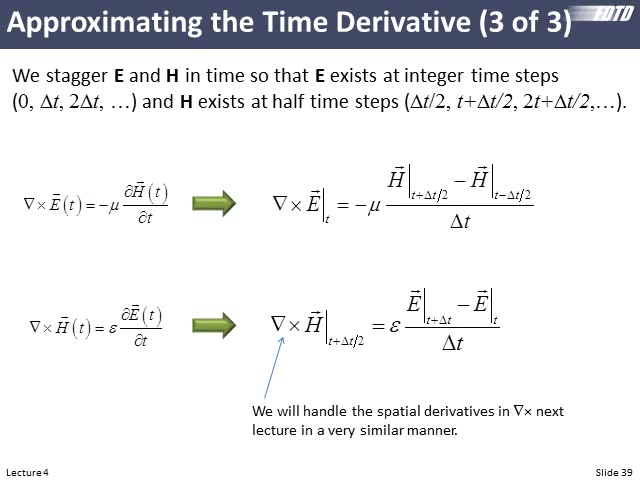 Approximating the Time Derivative (3 of 3)
FDTD
We stagger E and H in time so that E exists at integer time steps
(0, Δt, 2Δt, …) and H exists at half time steps (Δt/2, t+Δt/2, 2t+Δt/2,…).
∇ × E⃗(t) = −μ ∂H⃗(t)/∂t ∇ × E⃗|t = −μ (H⃗|t+Δt/2 − H⃗|t−Δt/2)/Δt
∇ × H⃗(t) = ε ∂E⃗(t)/∂t ∇ × H⃗|t+Δt/2 = ε (E⃗|t+Δt − E⃗|t)/Δt
We will handle the spatial derivatives in ∇× next
lecture in a very similar manner.
Lecture 4 Slide 39